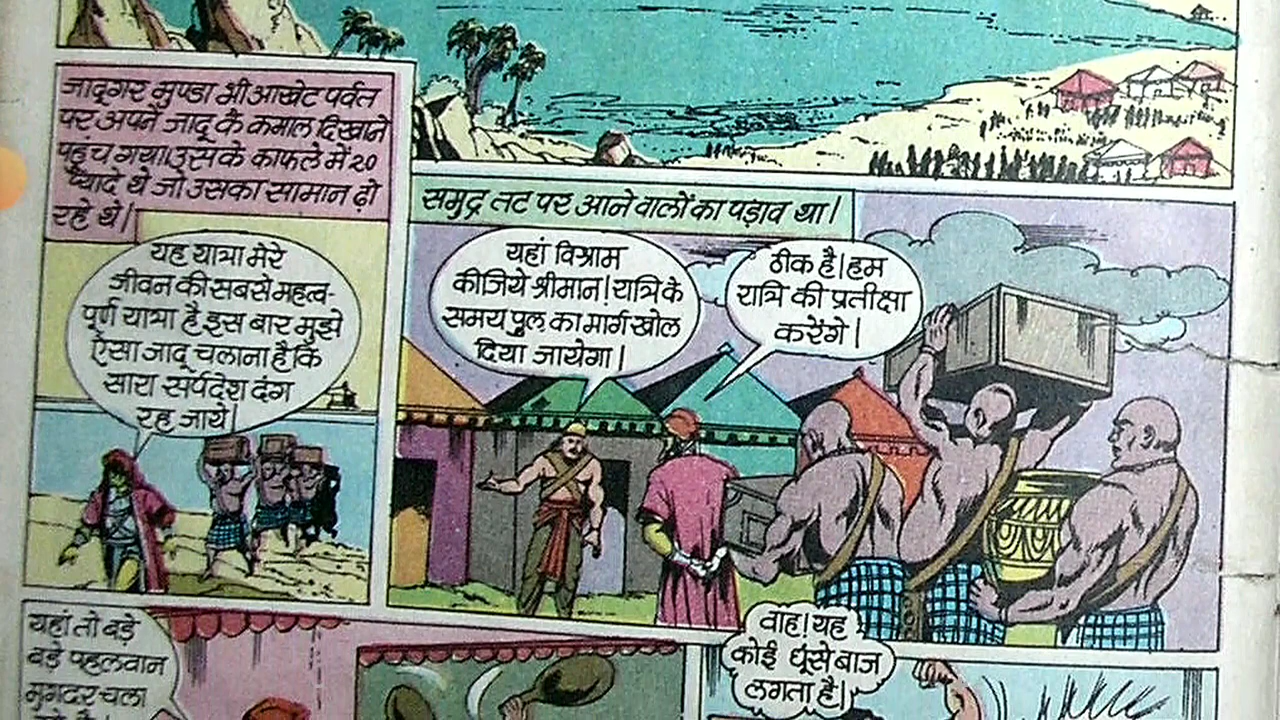 जादूगर मुण्डा भी आखेट पर्वत
पर अपने जादू के कमाल दिखाने
पहुंच गया। उसके काफले में 20
प्यादे थे जो उसका सामान ढो
रहे थे।
यह यात्रा मेरे
जीवन की सबसे महत्व-
पूर्ण यात्रा है इस बार मुझे
ऐसा जादू चलाना है कि
सारा सर्पदेश दंग
रह जाये।
समुद्र तट पर आने वालों का पड़ाव था।
यहां विश्राम
कीजिये श्रीमान! रात्रि के
समय पुल का मार्ग खोल
दिया जायेगा।
ठीक है। हम
रात्रि की प्रतीक्षा
करेंगे।
यहां तो बड़े
बड़े पहलवान
मुगदर चला
वाह! यह
कोई घूंसेबाज
लगता है।